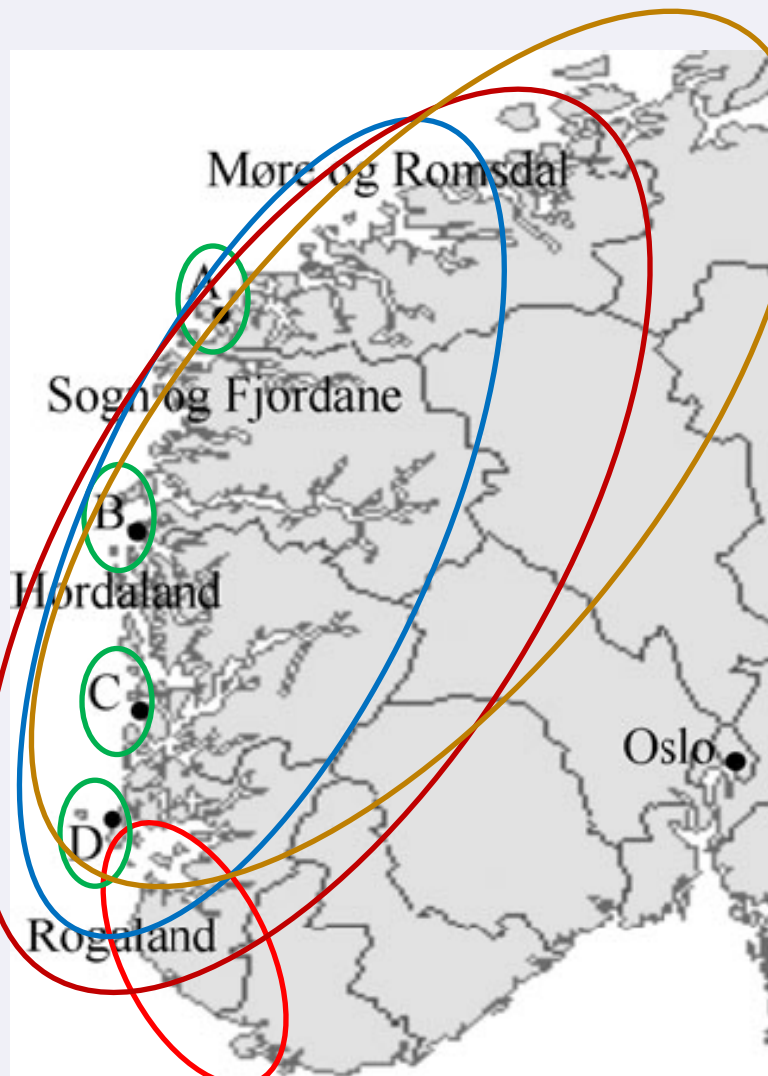 Møre og Romsdal
A
Sogn og Fjordane
B
Hordaland
C
Oslo
D
Rogaland